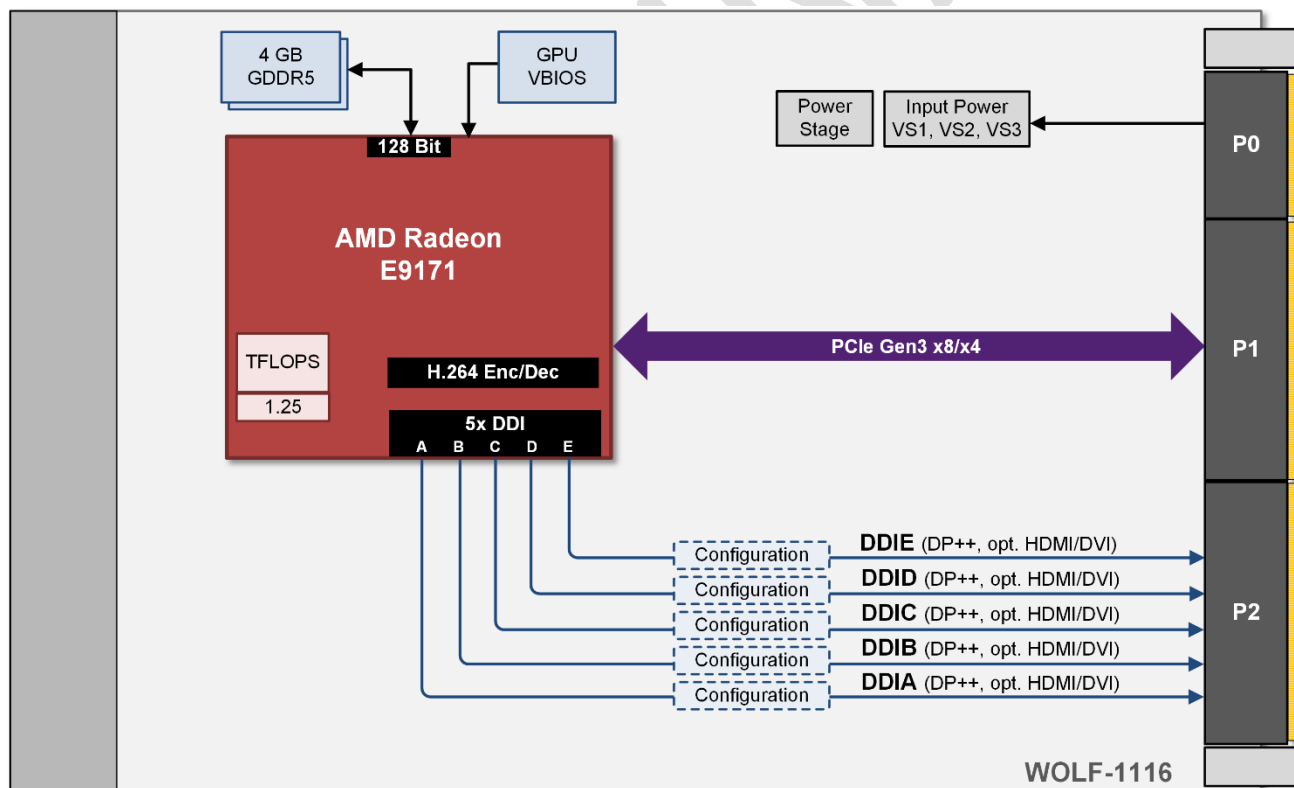 4 GB
GDDR5
GPU
VBIOS
Power
Stage
Input Power
VS1, VS2, VS3
P0
128 Bit
AMD Radeon
E9171
TFLOPS
1.25
H.264 Enc/Dec
5x DDI
A B C D E
PCIe Gen3 x8/x4
P1
Configuration DDIE (DP++, opt. HDMI/DVI)
Configuration DDID (DP++, opt. HDMI/DVI)
Configuration DDIC (DP++, opt. HDMI/DVI)
Configuration DDIB (DP++, opt. HDMI/DVI)
Configuration DDIA (DP++, opt. HDMI/DVI)
P2
WOLF-1116